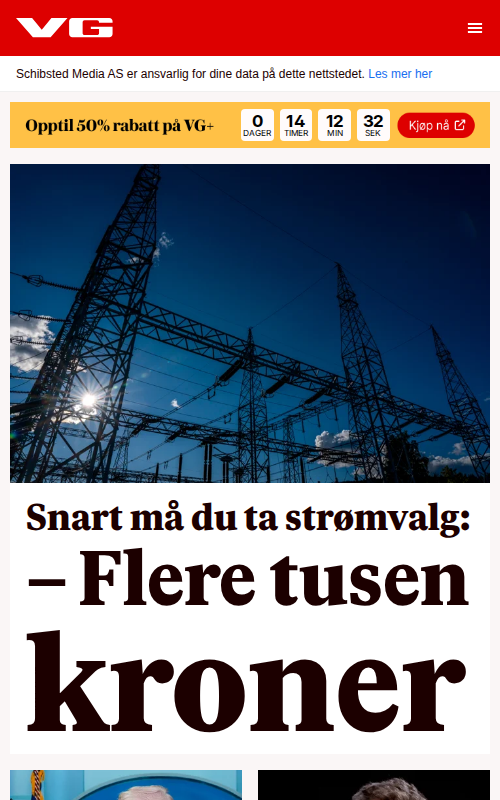 VG
Schibsted Media AS er ansvarlig for dine data på dette nettstedet. Les mer her
Opptil 50% rabatt på VG+
0 14 12 32
DAGER TIMER MIN SEK
Kjøp nå
Snart må du ta strømvalg:
– Flere tusen
kroner